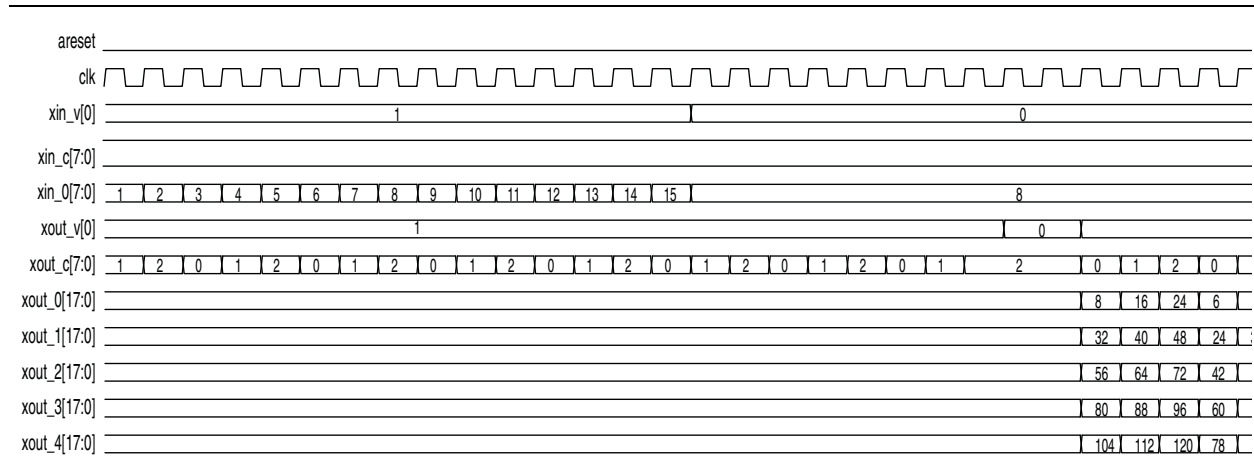 areset
clk
xin_v[0] 1 0
xin_c[7:0]
xin_0[7:0] 1 2 3 4 5 6 7 8 9 10 11 12 13 14 15 8
xout_v[0] 1 0
xout_c[7:0] 1 2 0 1 2 0 1 2 0 1 2 0 1 2 0 1 2 0 1 2 0 1 2 0 1 2 0
xout_0[17:0] 8 16 24 6
xout_1[17:0] 32 40 48 24
xout_2[17:0] 56 64 72 42
xout_3[17:0] 80 88 96 60
xout_4[17:0] 104 112 120 78